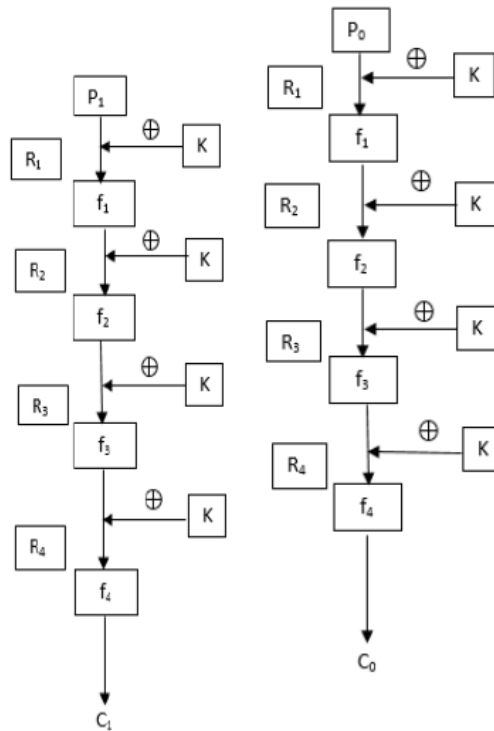 P₁
⊕
K
R₁
f₁
⊕
K
R₂
f₂
⊕
K
R₃
f₃
⊕
K
R₄
f₄
C₁
P₀
⊕
K
R₁
f₁
⊕
K
R₂
f₂
⊕
K
R₃
f₃
⊕
K
R₄
f₄
C₀